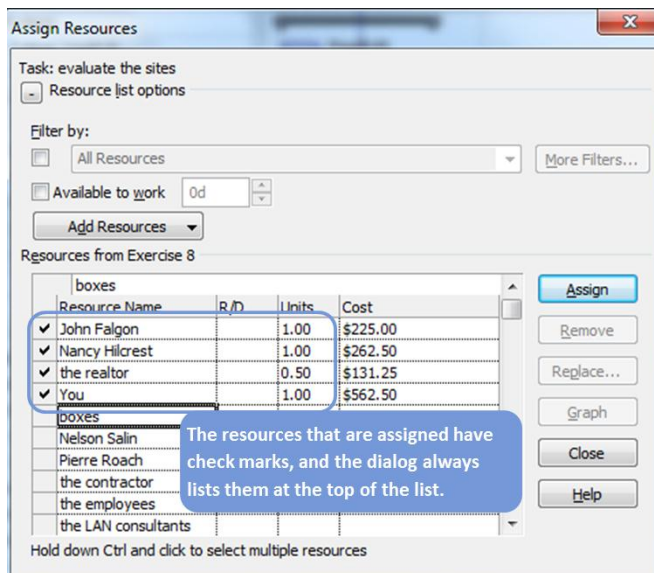 Assign Resources
Task: evaluate the sites
- Resource list options
Filter by:
All Resources
More Filters...
Available to work 0d
Add Resources
Resources from Exercise 8
boxes
Resource Name R/D Units Cost
✔ John Falgon 1.00 $225.00
✔ Nancy Hilcrest 1.00 $262.50
✔ the realtor 0.50 $131.25
✔ You 1.00 $562.50
boxes
Nelson Salin
Pierre Roach
the contractor
the employees
the LAN consultants
The resources that are assigned have
check marks, and the dialog always
lists them at the top of the list.
Assign
Remove
Replace...
Graph
Close
Help
Hold down Ctrl and click to select multiple resources